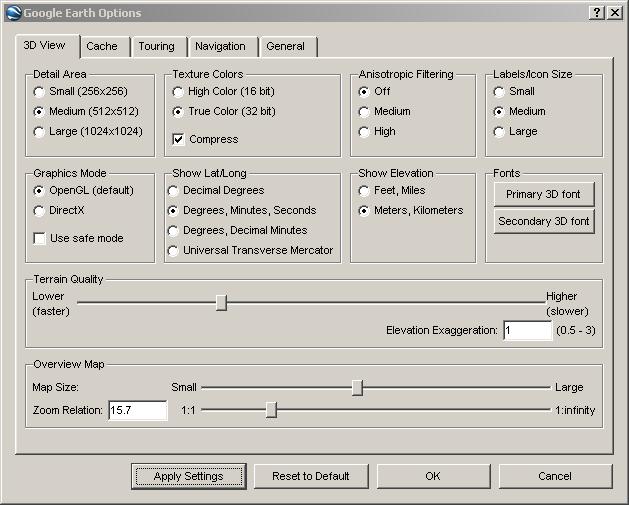 Google Earth Options
3D View Cache Touring Navigation General
Detail Area
Small (256x256)
Medium (512x512)
Large (1024x1024)
Texture Colors
High Color (16 bit)
True Color (32 bit)
Compress
Anisotropic Filtering
Off
Medium
High
Labels/Icon Size
Small
Medium
Large
Graphics Mode
OpenGL (default)
DirectX
Use safe mode
Show Lat/Long
Decimal Degrees
Degrees, Minutes, Seconds
Degrees, Decimal Minutes
Universal Transverse Mercator
Show Elevation
Feet, Miles
Meters, Kilometers
Fonts
Primary 3D font
Secondary 3D font
Terrain Quality
Lower Higher
(faster) (slower)
Elevation Exaggeration: 1 (0.5 - 3)
Overview Map
Map Size: Small Large
Zoom Relation: 15.7 1:1 1:infinity
Apply Settings Reset to Default OK Cancel